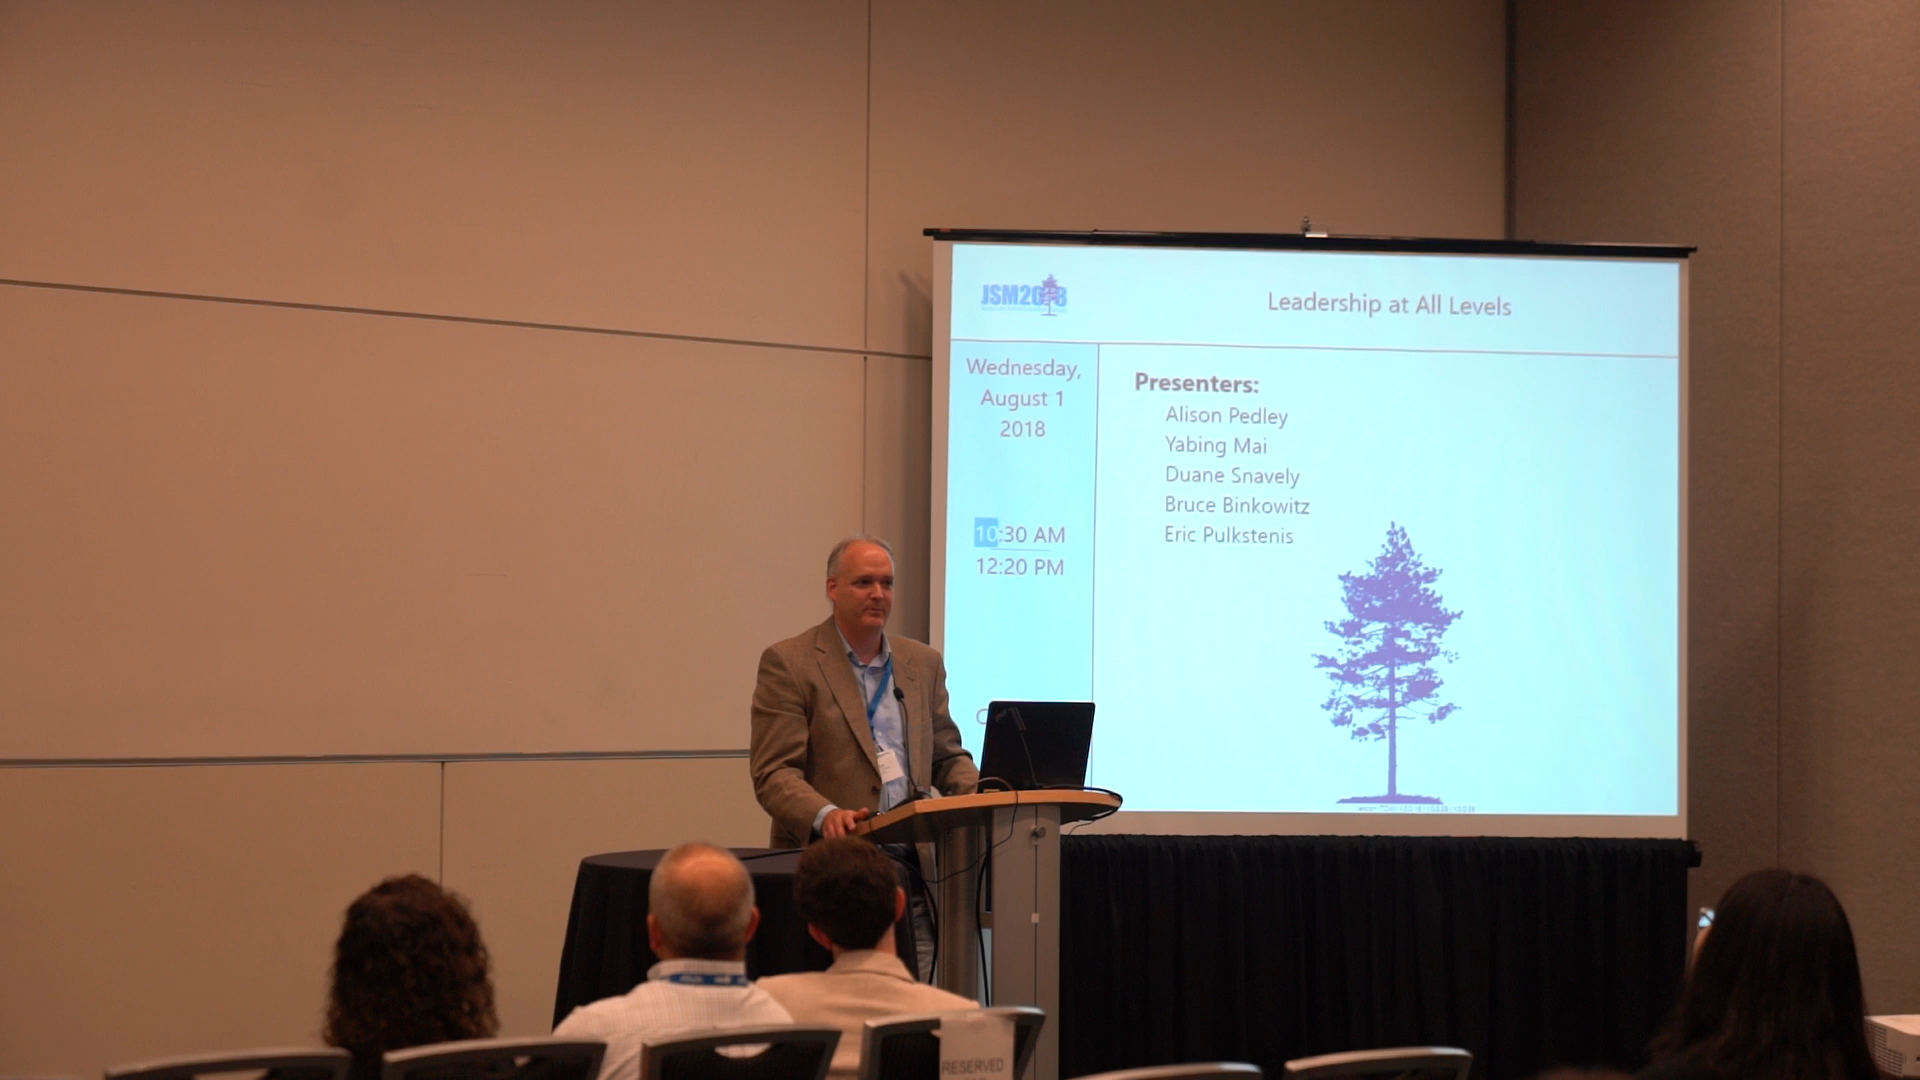 JSM2018
Leadership at All Levels
Wednesday,
August 1
2018
10:30 AM
12:20 PM
Presenters:
Alison Pedley
Yabing Mai
Duane Snavely
Bruce Binkowitz
Eric Pulkstenis
RESERVED